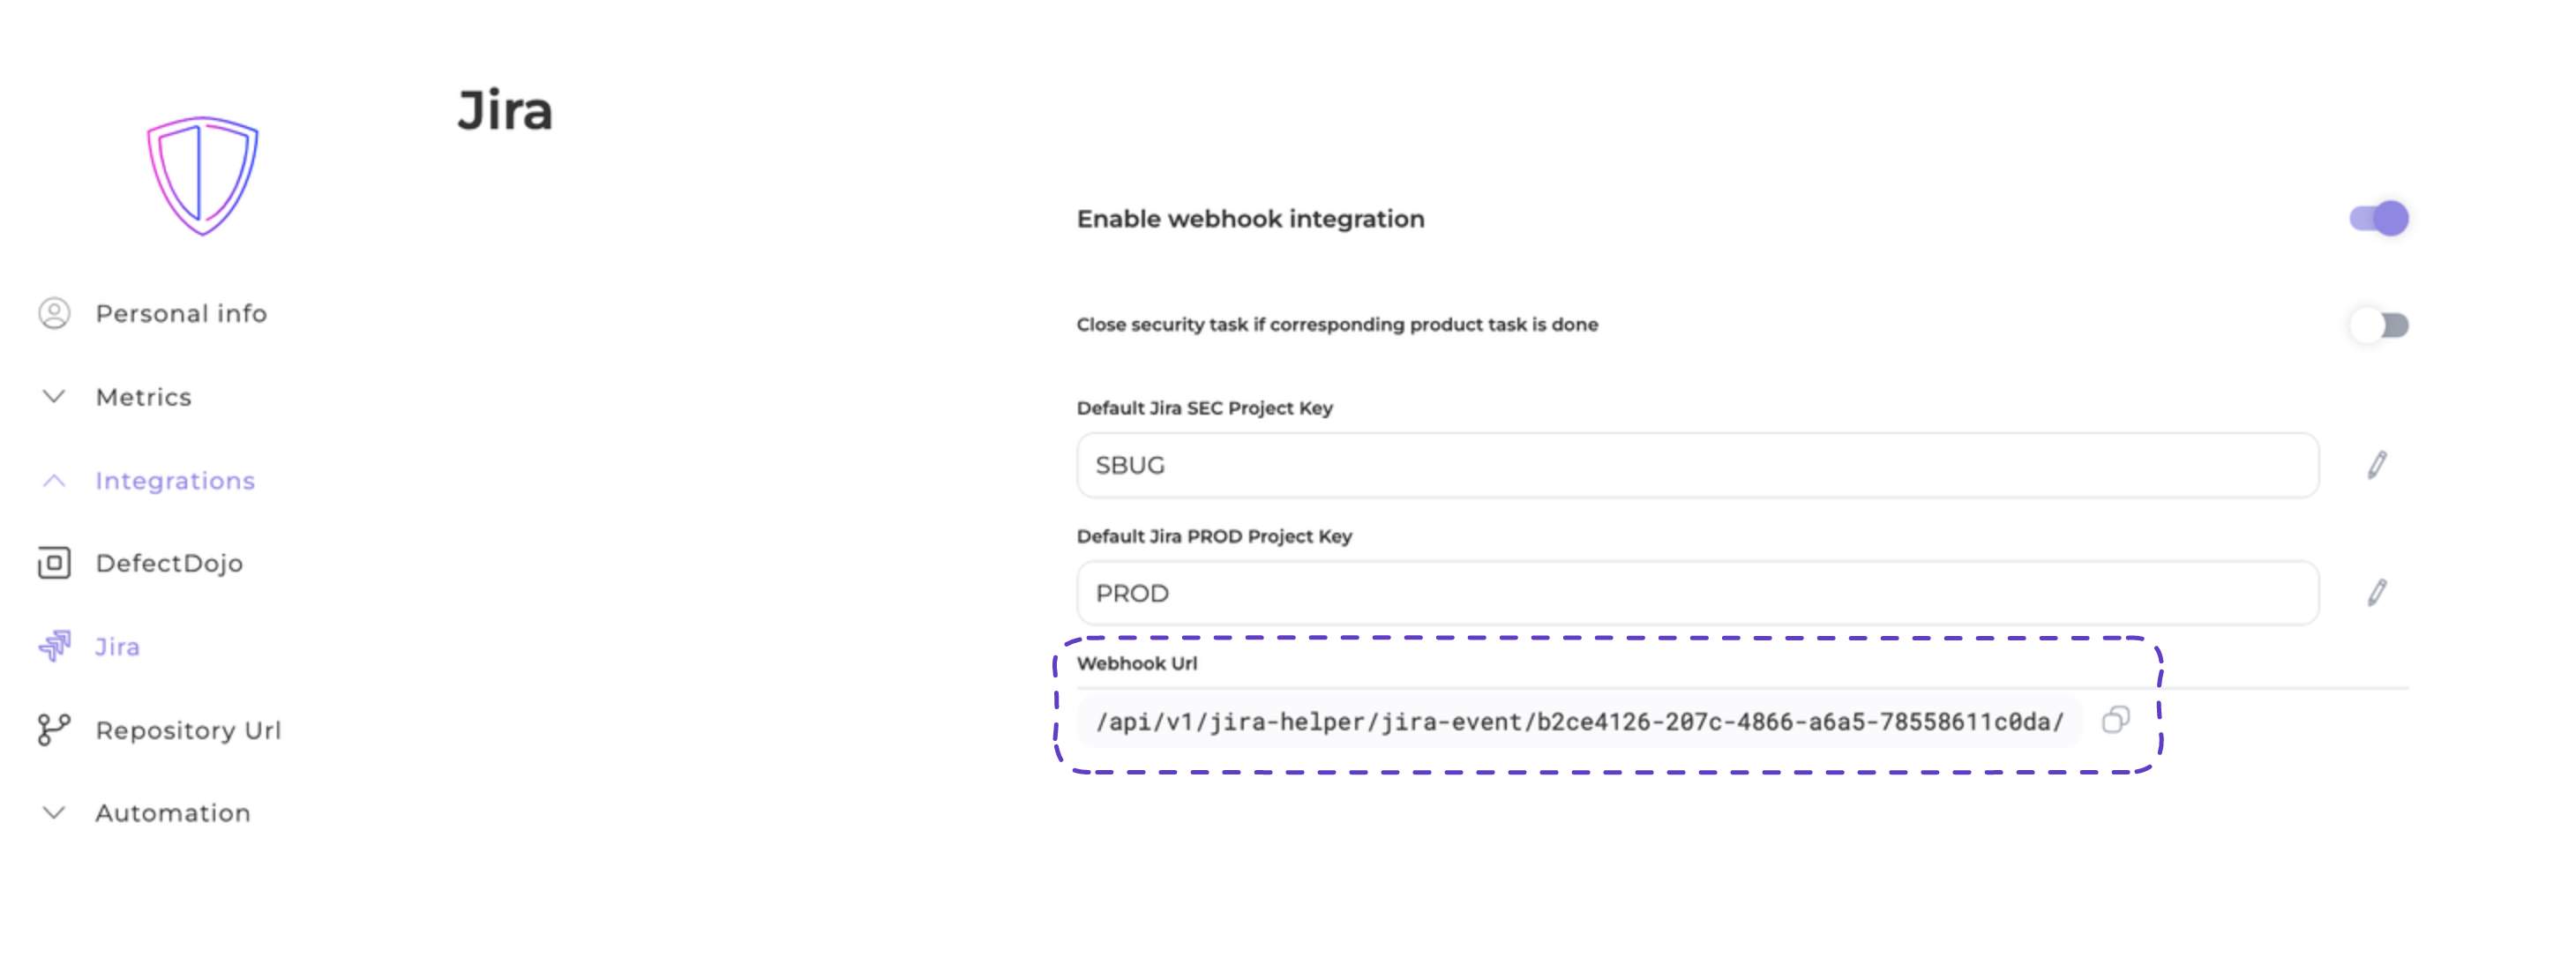 Jira
Personal info
Metrics
Integrations
DefectDojo
Jira
Repository Url
Automation
Enable webhook integration
Close security task if corresponding product task is done
Default Jira SEC Project Key
SBUG
Default Jira PROD Project Key
PROD
Webhook Url
/api/v1/jira-helper/jira-event/b2ce4126-207c-4866-a6a5-78558611c0da/